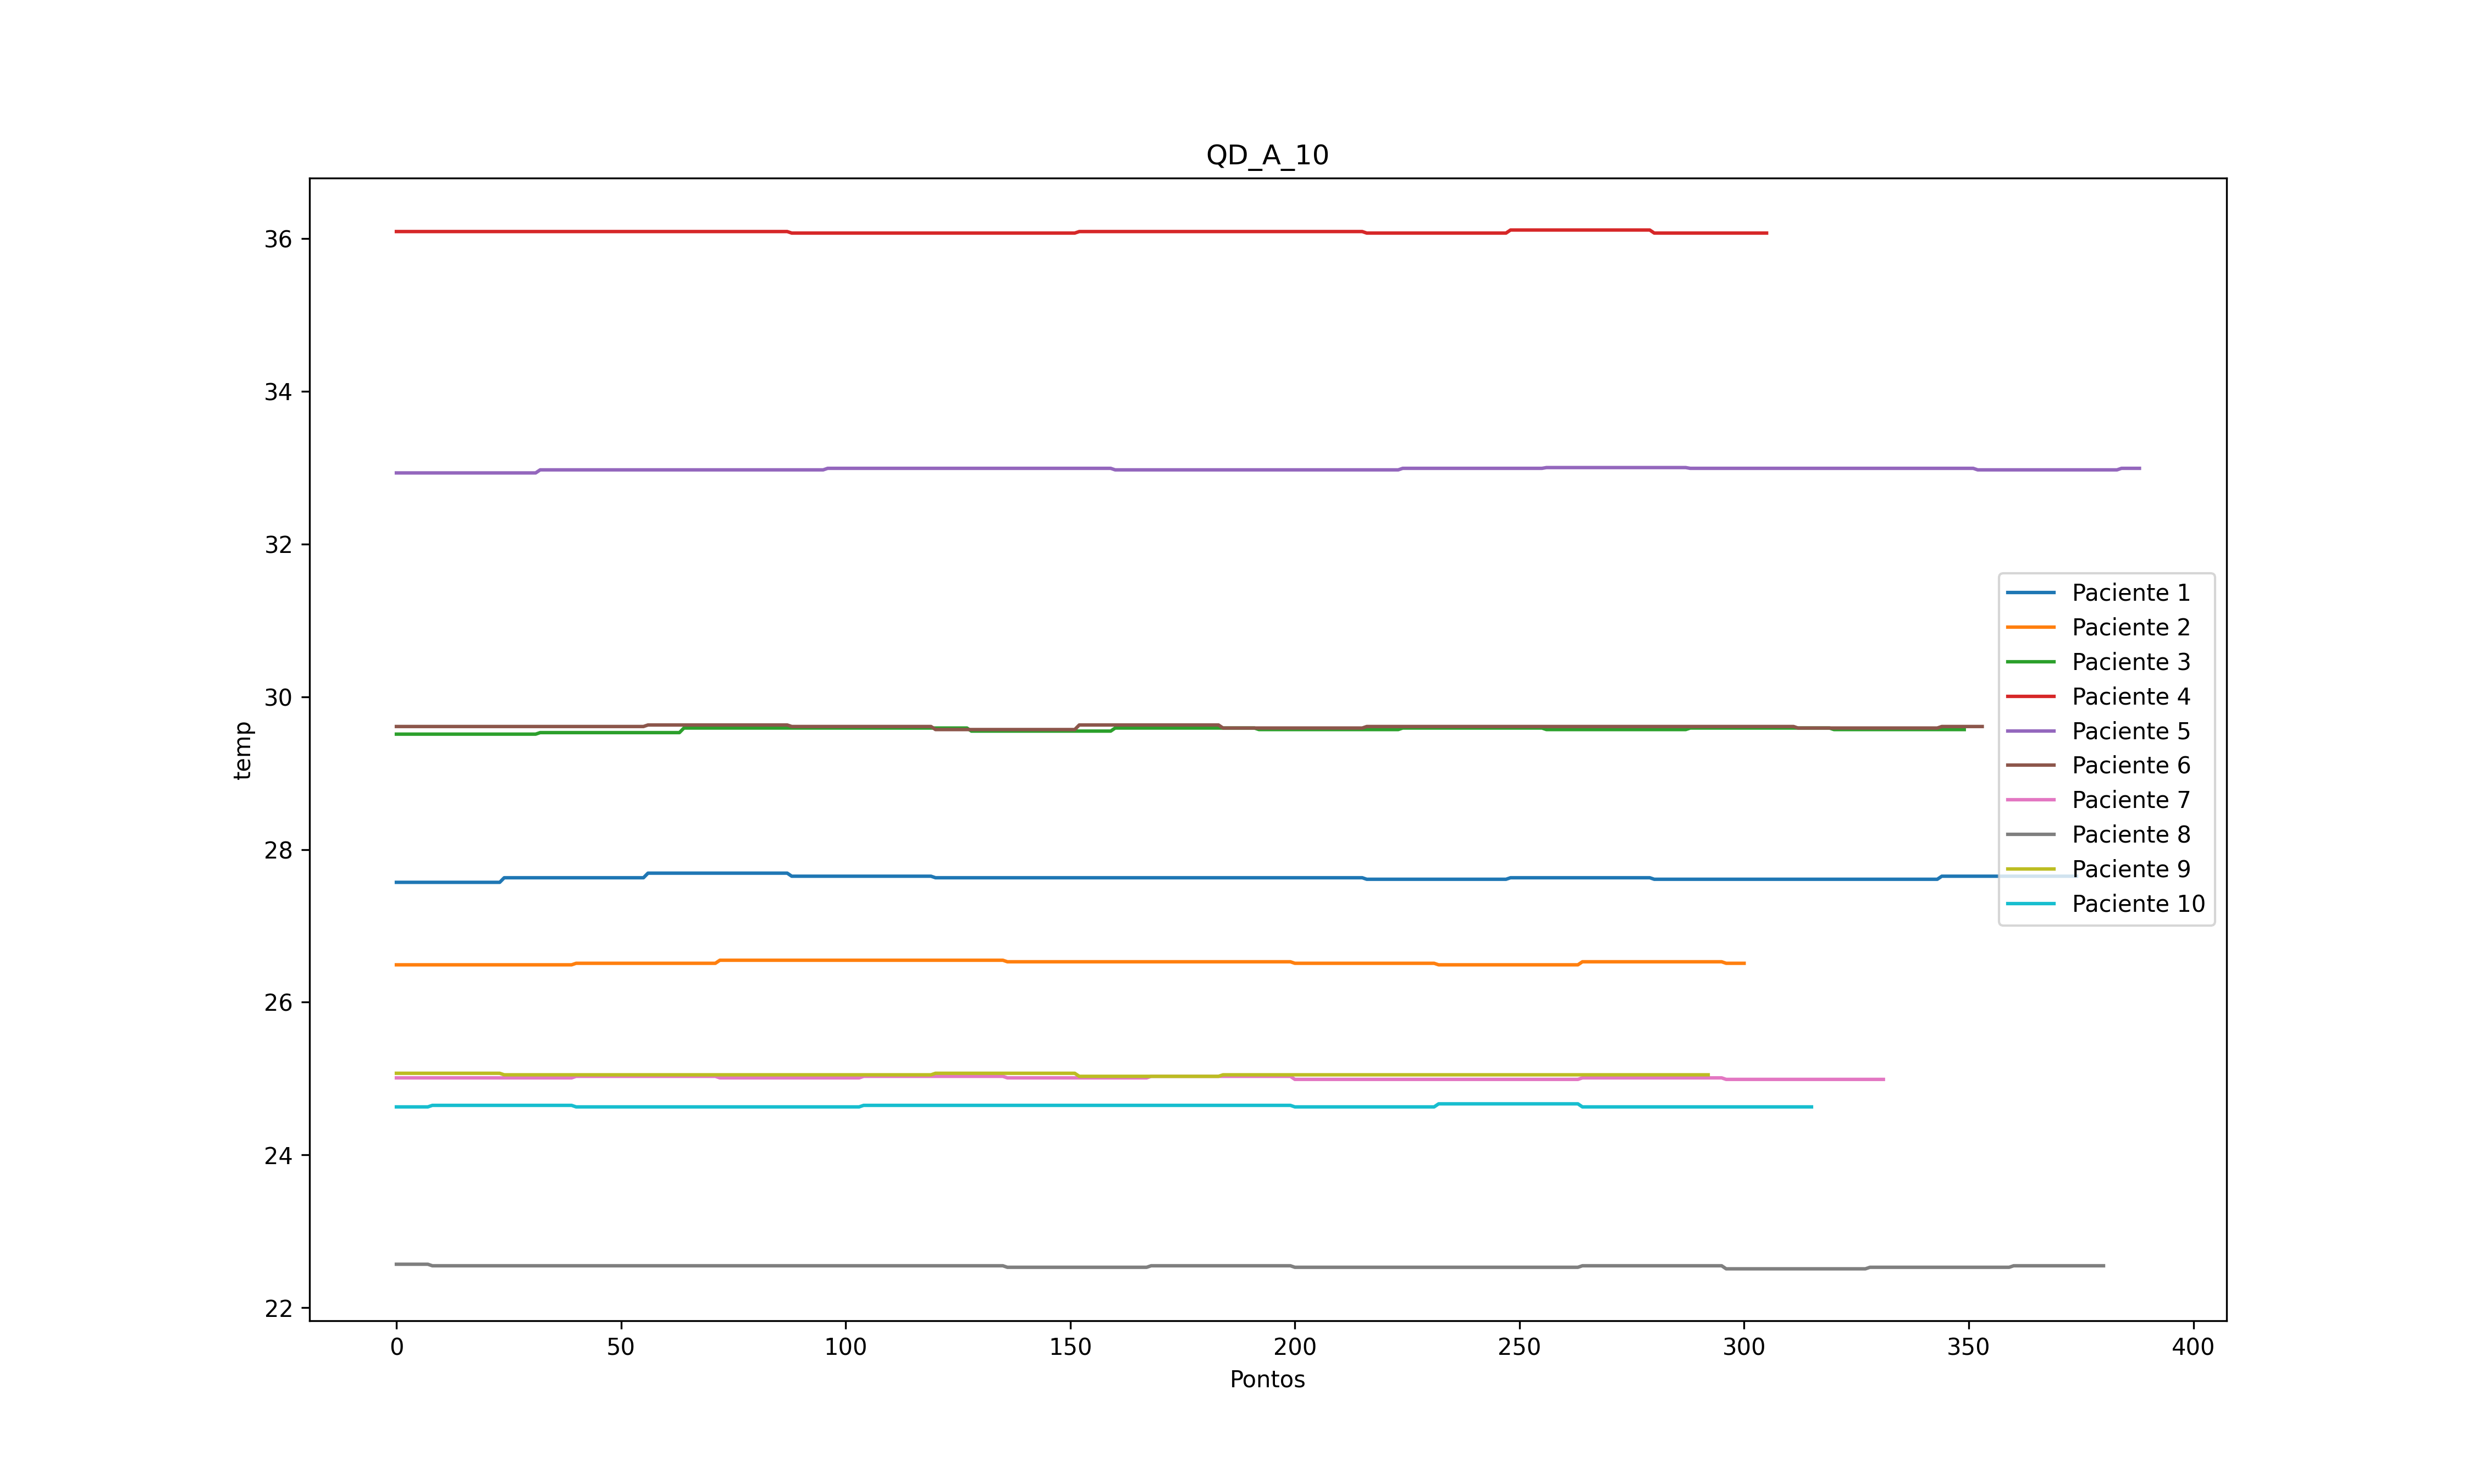 QD_A_10
36
34
32
30
28
26
24
22
temp
Paciente 1
Paciente 2
Paciente 3
Paciente 4
Paciente 5
Paciente 6
Paciente 7
Paciente 8
Paciente 9
Paciente 10
0 50 100 150 200 250 300 350 400
Pontos